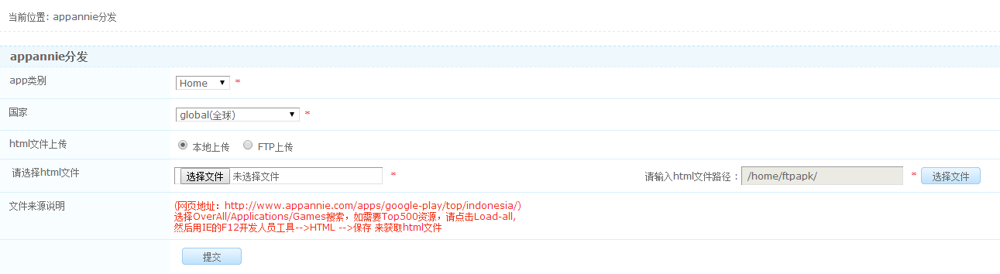 当前位置: appannie分发
appannie分发
app类别 Home *
国家 global(全球) *
html文件上传 本地上传 FTP上传
请选择html文件 选择文件 未选择文件 * 请输入html文件路径： /home/ftpapk/ * 选择文件
文件来源说明 (网页地址：http://www.appannie.com/apps/google-play/top/indonesia/)
选择OverAll/Applications/Games搜索，如需要Top500资源，请点击Load-all,
然后用IE的F12开发人员工具-->HTML -->保存 来获取html文件
提交